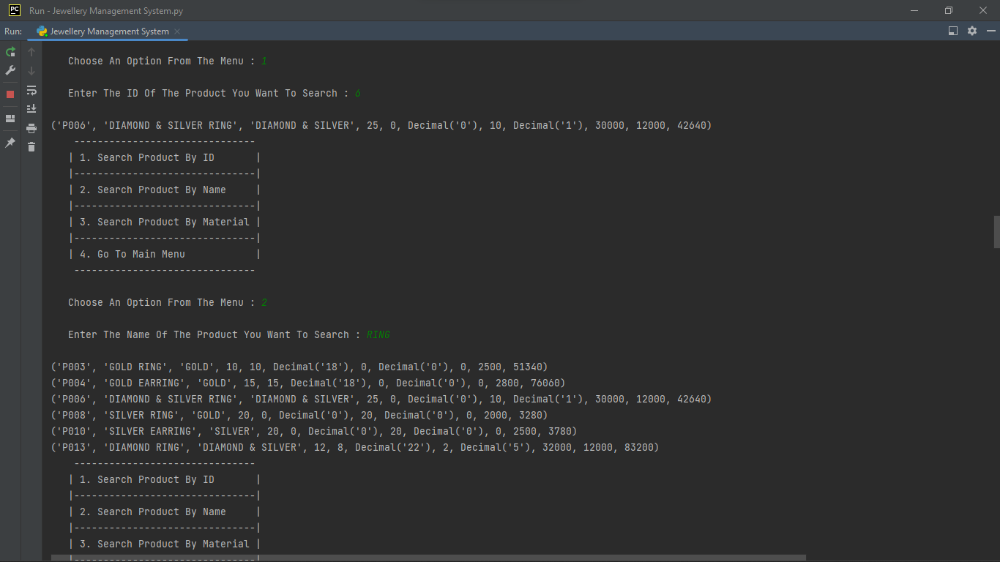 PC Run - Jewellery Management System.py
Run: Jewellery Management System
Choose An Option From The Menu : 1
Enter The ID Of The Product You Want To Search : 6
('P006', 'DIAMOND & SILVER RING', 'DIAMOND & SILVER', 25, 0, Decimal('0'), 10, Decimal('1'), 30000, 12000, 42640)
-------------------------------
| 1. Search Product By ID       |
|-------------------------------|
| 2. Search Product By Name     |
|-------------------------------|
| 3. Search Product By Material |
|-------------------------------|
| 4. Go To Main Menu            |
-------------------------------
Choose An Option From The Menu : 2
Enter The Name Of The Product You Want To Search : RING
('P003', 'GOLD RING', 'GOLD', 10, 10, Decimal('18'), 0, Decimal('0'), 0, 2500, 51340)
('P004', 'GOLD EARRING', 'GOLD', 15, 15, Decimal('18'), 0, Decimal('0'), 0, 2800, 76060)
('P006', 'DIAMOND & SILVER RING', 'DIAMOND & SILVER', 25, 0, Decimal('0'), 10, Decimal('1'), 30000, 12000, 42640)
('P008', 'SILVER RING', 'GOLD', 20, 0, Decimal('0'), 20, Decimal('0'), 0, 2000, 3280)
('P010', 'SILVER EARRING', 'SILVER', 20, 0, Decimal('0'), 20, Decimal('0'), 0, 2500, 3780)
('P013', 'DIAMOND RING', 'DIAMOND & SILVER', 12, 8, Decimal('22'), 2, Decimal('5'), 32000, 12000, 83200)
-------------------------------
| 1. Search Product By ID       |
|-------------------------------|
| 2. Search Product By Name     |
|-------------------------------|
| 3. Search Product By Material |
|-------------------------------|